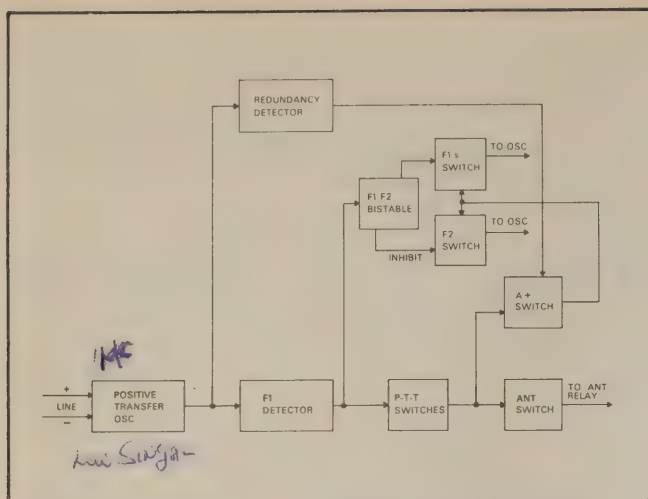 REDUNDANCY
DETECTOR
F1 s
SWITCH
TO OSC
F1 F2
BISTABLE
F2
SWITCH
TO OSC
INHIBIT
A+
SWITCH
+
LINE
−
POSITIVE
TRANSFER
OSC
F1
DETECTOR
P-T-T
SWITCHES
ANT
SWITCH
TO ANT
RELAY